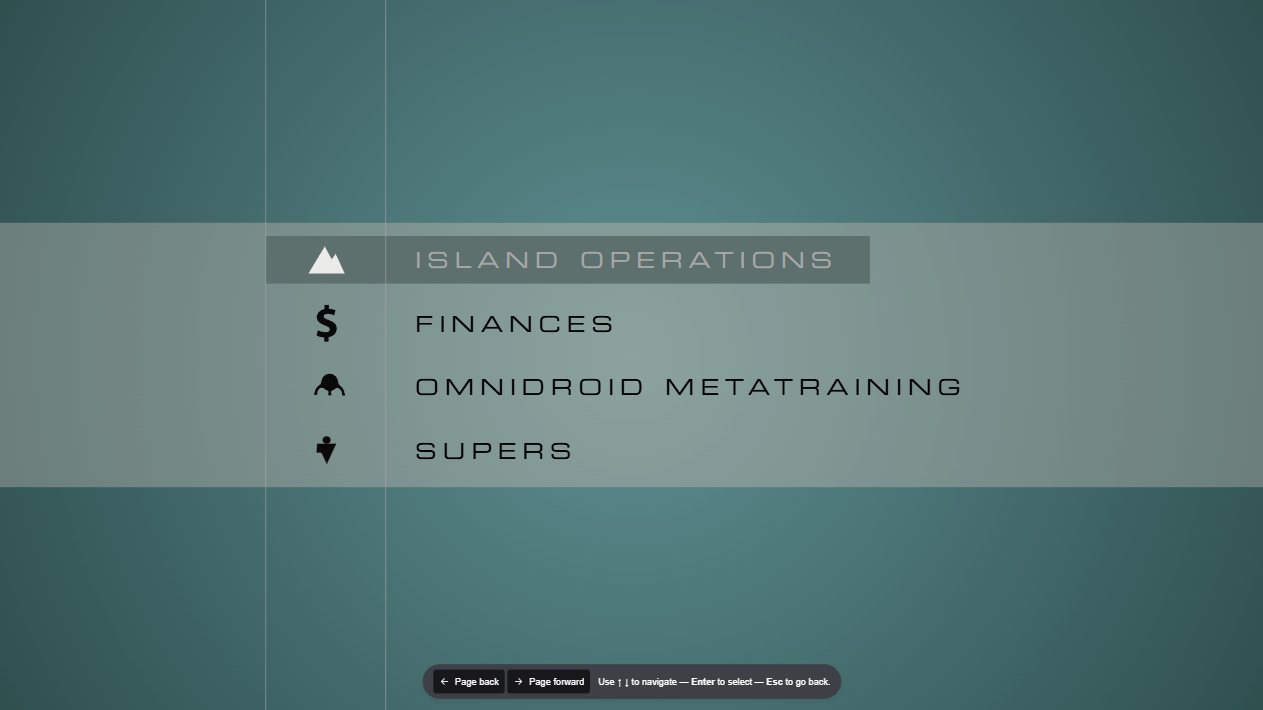 ISLAND OPERATIONS
$ FINANCES
OMNIDROID METATRAINING
SUPERS
← Page back → Page forward Use ↑ ↓ to navigate — Enter to select — Esc to go back.